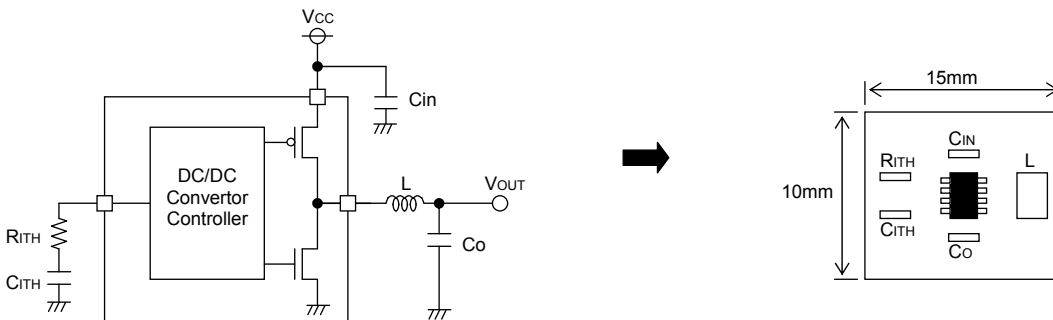 VCC
Cin
DC/DC
Convertor
Controller
L
VOUT
RITH
Co
CITH
15mm
10mm
CIN
RITH
L
CITH
CO